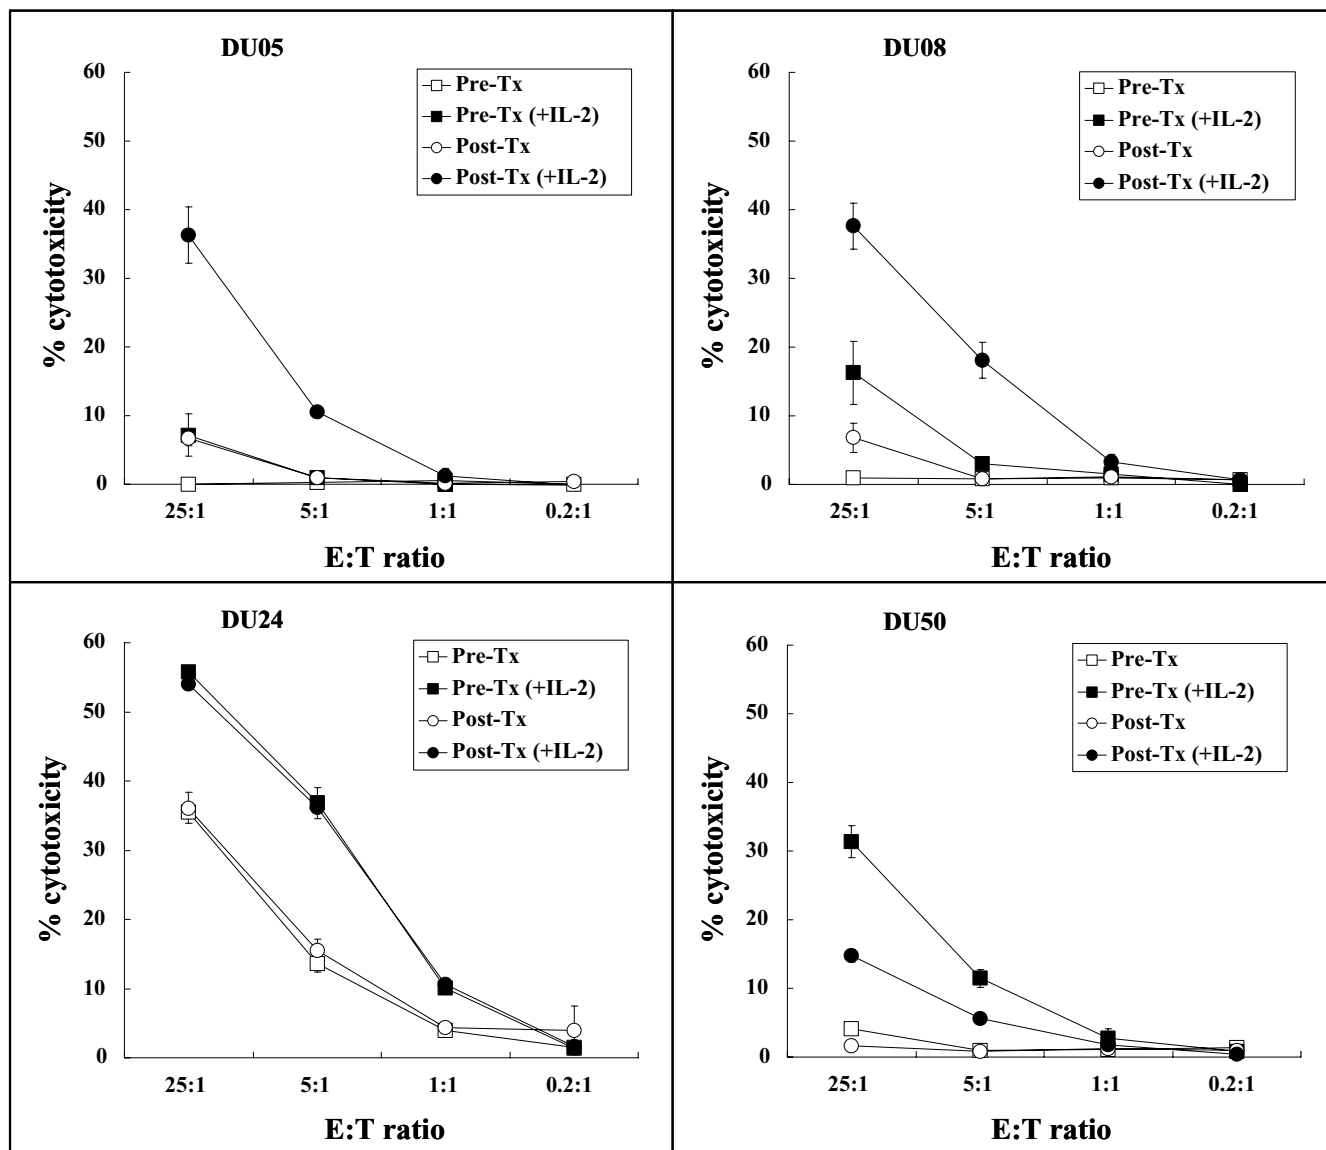 DU05
60
50
40
30
20
10
0
% cytotoxicity
Pre-Tx
Pre-Tx (+IL-2)
Post-Tx
Post-Tx (+IL-2)
25:1 5:1 1:1 0.2:1
E:T ratio
DU08
60
50
40
30
20
10
0
% cytotoxicity
Pre-Tx
Pre-Tx (+IL-2)
Post-Tx
Post-Tx (+IL-2)
25:1 5:1 1:1 0.2:1
E:T ratio
DU24
60
50
40
30
20
10
0
% cytotoxicity
Pre-Tx
Pre-Tx (+IL-2)
Post-Tx
Post-Tx (+IL-2)
25:1 5:1 1:1 0.2:1
E:T ratio
DU50
60
50
40
30
20
10
0
% cytotoxicity
Pre-Tx
Pre-Tx (+IL-2)
Post-Tx
Post-Tx (+IL-2)
25:1 5:1 1:1 0.2:1
E:T ratio